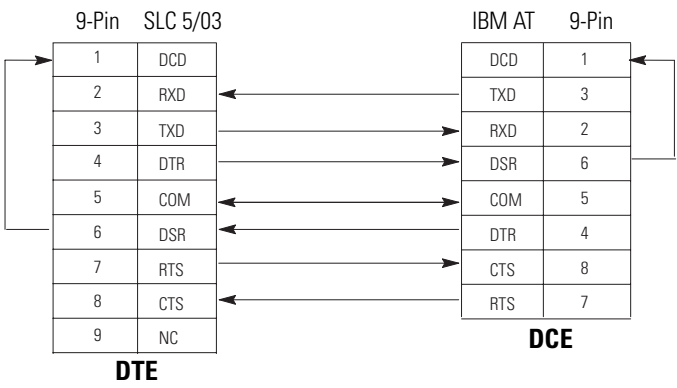 9-Pin SLC 5/03 IBM AT 9-Pin
1 DCD DCD 1
2 RXD TXD 3
3 TXD RXD 2
4 DTR DSR 6
5 COM COM 5
6 DSR DTR 4
7 RTS CTS 8
8 CTS RTS 7
9 NC
DCE
DTE